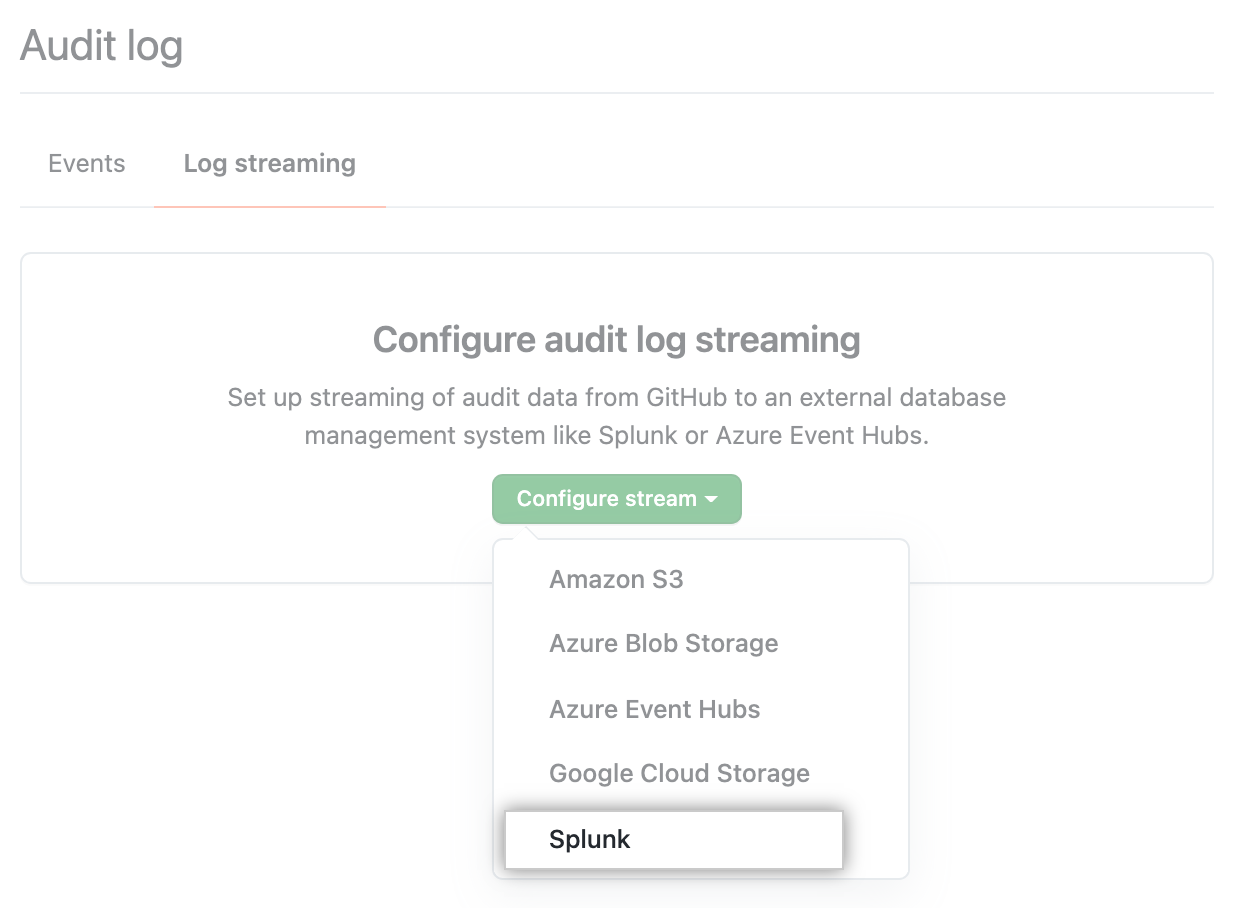 Audit log
Events
Log streaming
Configure audit log streaming
Set up streaming of audit data from GitHub to an external database
management system like Splunk or Azure Event Hubs.
Configure stream
Amazon S3
Azure Blob Storage
Azure Event Hubs
Google Cloud Storage
Splunk